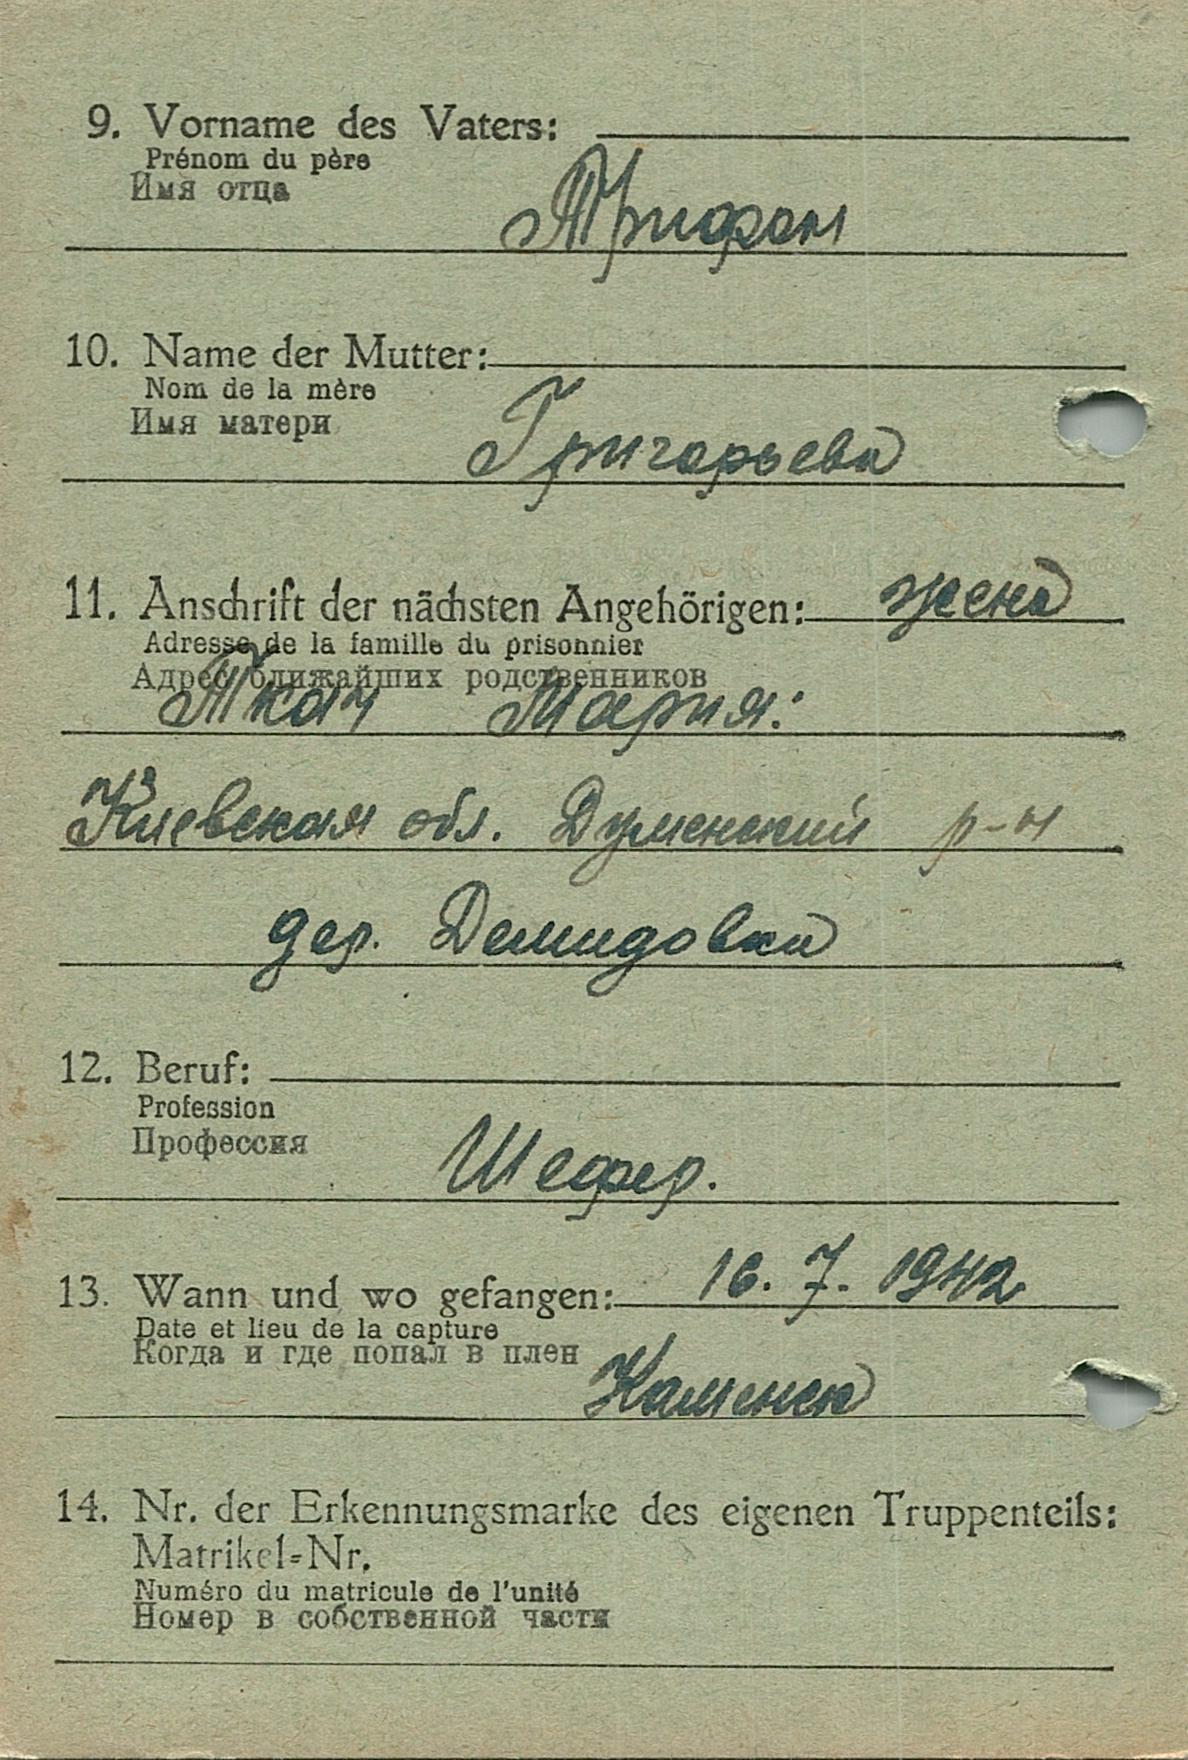 9. Vorname des Vaters:
Prénom du père
Имя отца
Трифон
10. Name der Mutter:
Nom de la mère
Имя матери
Григорьева
11. Anschrift der nächsten Angehörigen: жена
Adresse de la famille du prisonnier
Адрес ближайших родственников
Ткач Мария:
Киевская обл. Думенский р-н
дер. Демидовка
12. Beruf:
Profession
Профессия
Шефер.
13. Wann und wo gefangen: 16. 7. 1942
Date et lieu de la capture
Когда и где попал в плен
Каменск
14. Nr. der Erkennungsmarke des eigenen Truppenteils:
Matrikel-Nr.
Numéro du matricule de l'unité
Номер в собственной части